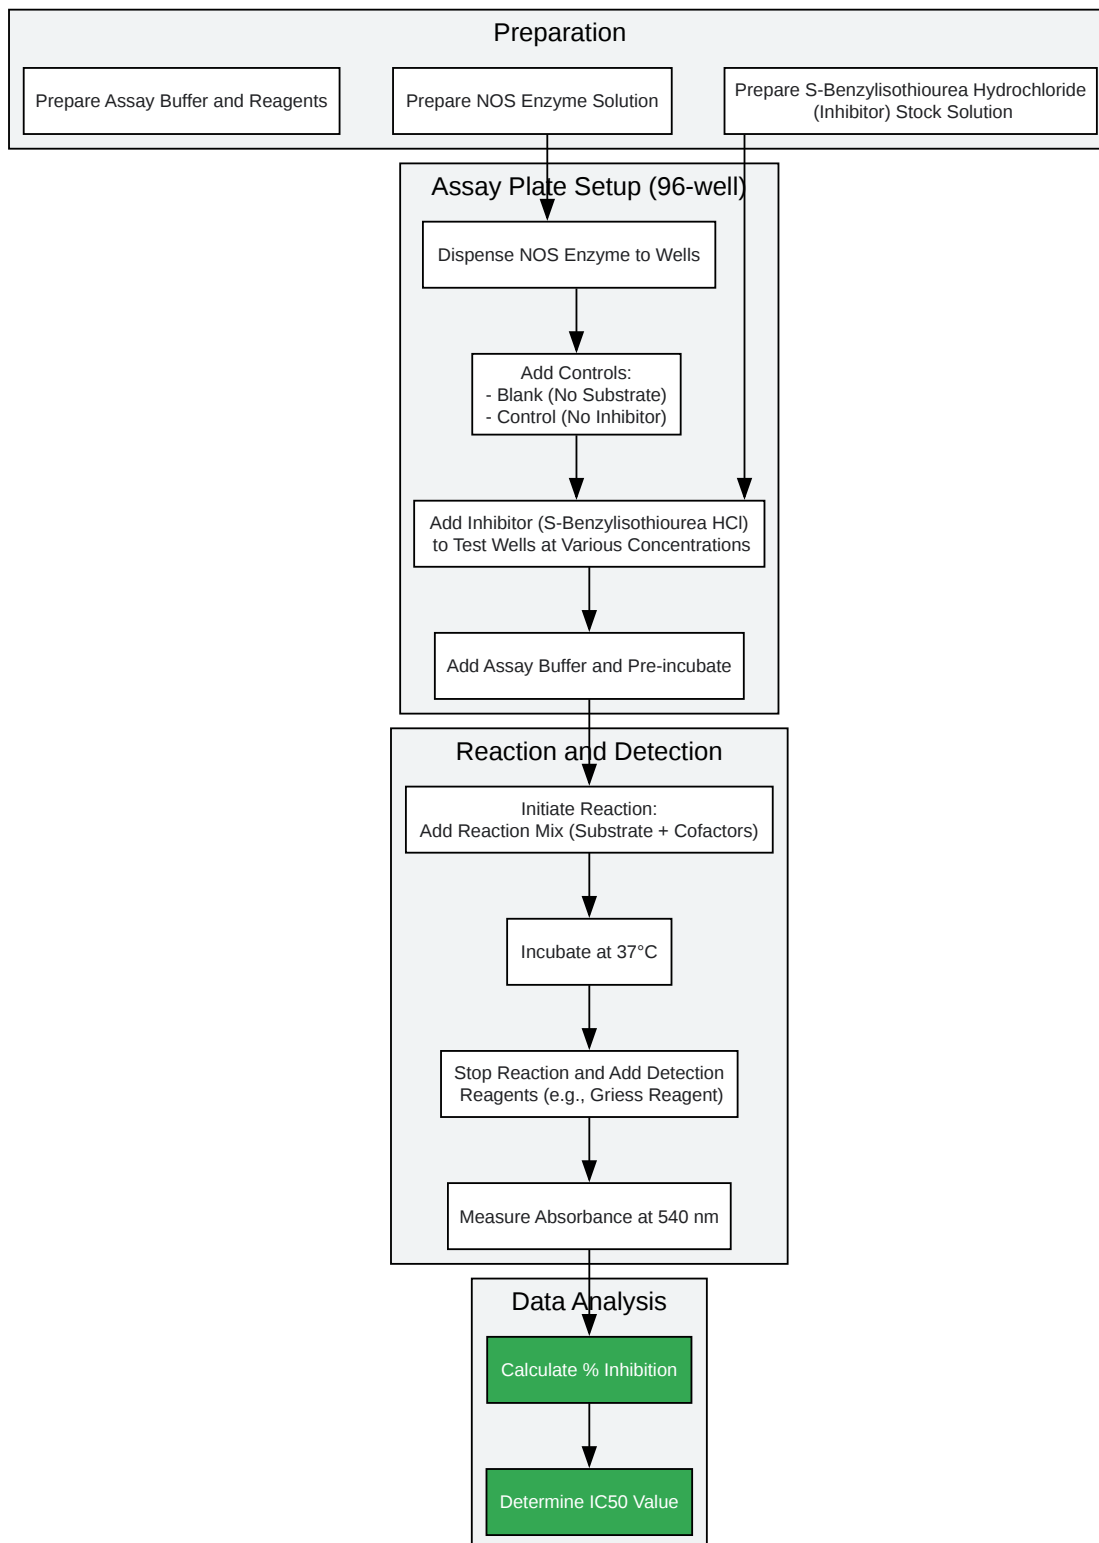 Preparation
Prepare Assay Buffer and Reagents
Prepare NOS Enzyme Solution
Prepare S-Benzylisothiourea Hydrochloride
(Inhibitor) Stock Solution
Assay Plate Setup (96-well)
Dispense NOS Enzyme to Wells
Add Controls:
- Blank (No Substrate)
- Control (No Inhibitor)
Add Inhibitor (S-Benzylisothiourea HCl)
to Test Wells at Various Concentrations
Add Assay Buffer and Pre-incubate
Reaction and Detection
Initiate Reaction:
Add Reaction Mix (Substrate + Cofactors)
Incubate at 37°C
Stop Reaction and Add Detection
Reagents (e.g., Griess Reagent)
Measure Absorbance at 540 nm
Data Analysis
Calculate % Inhibition
Determine IC50 Value